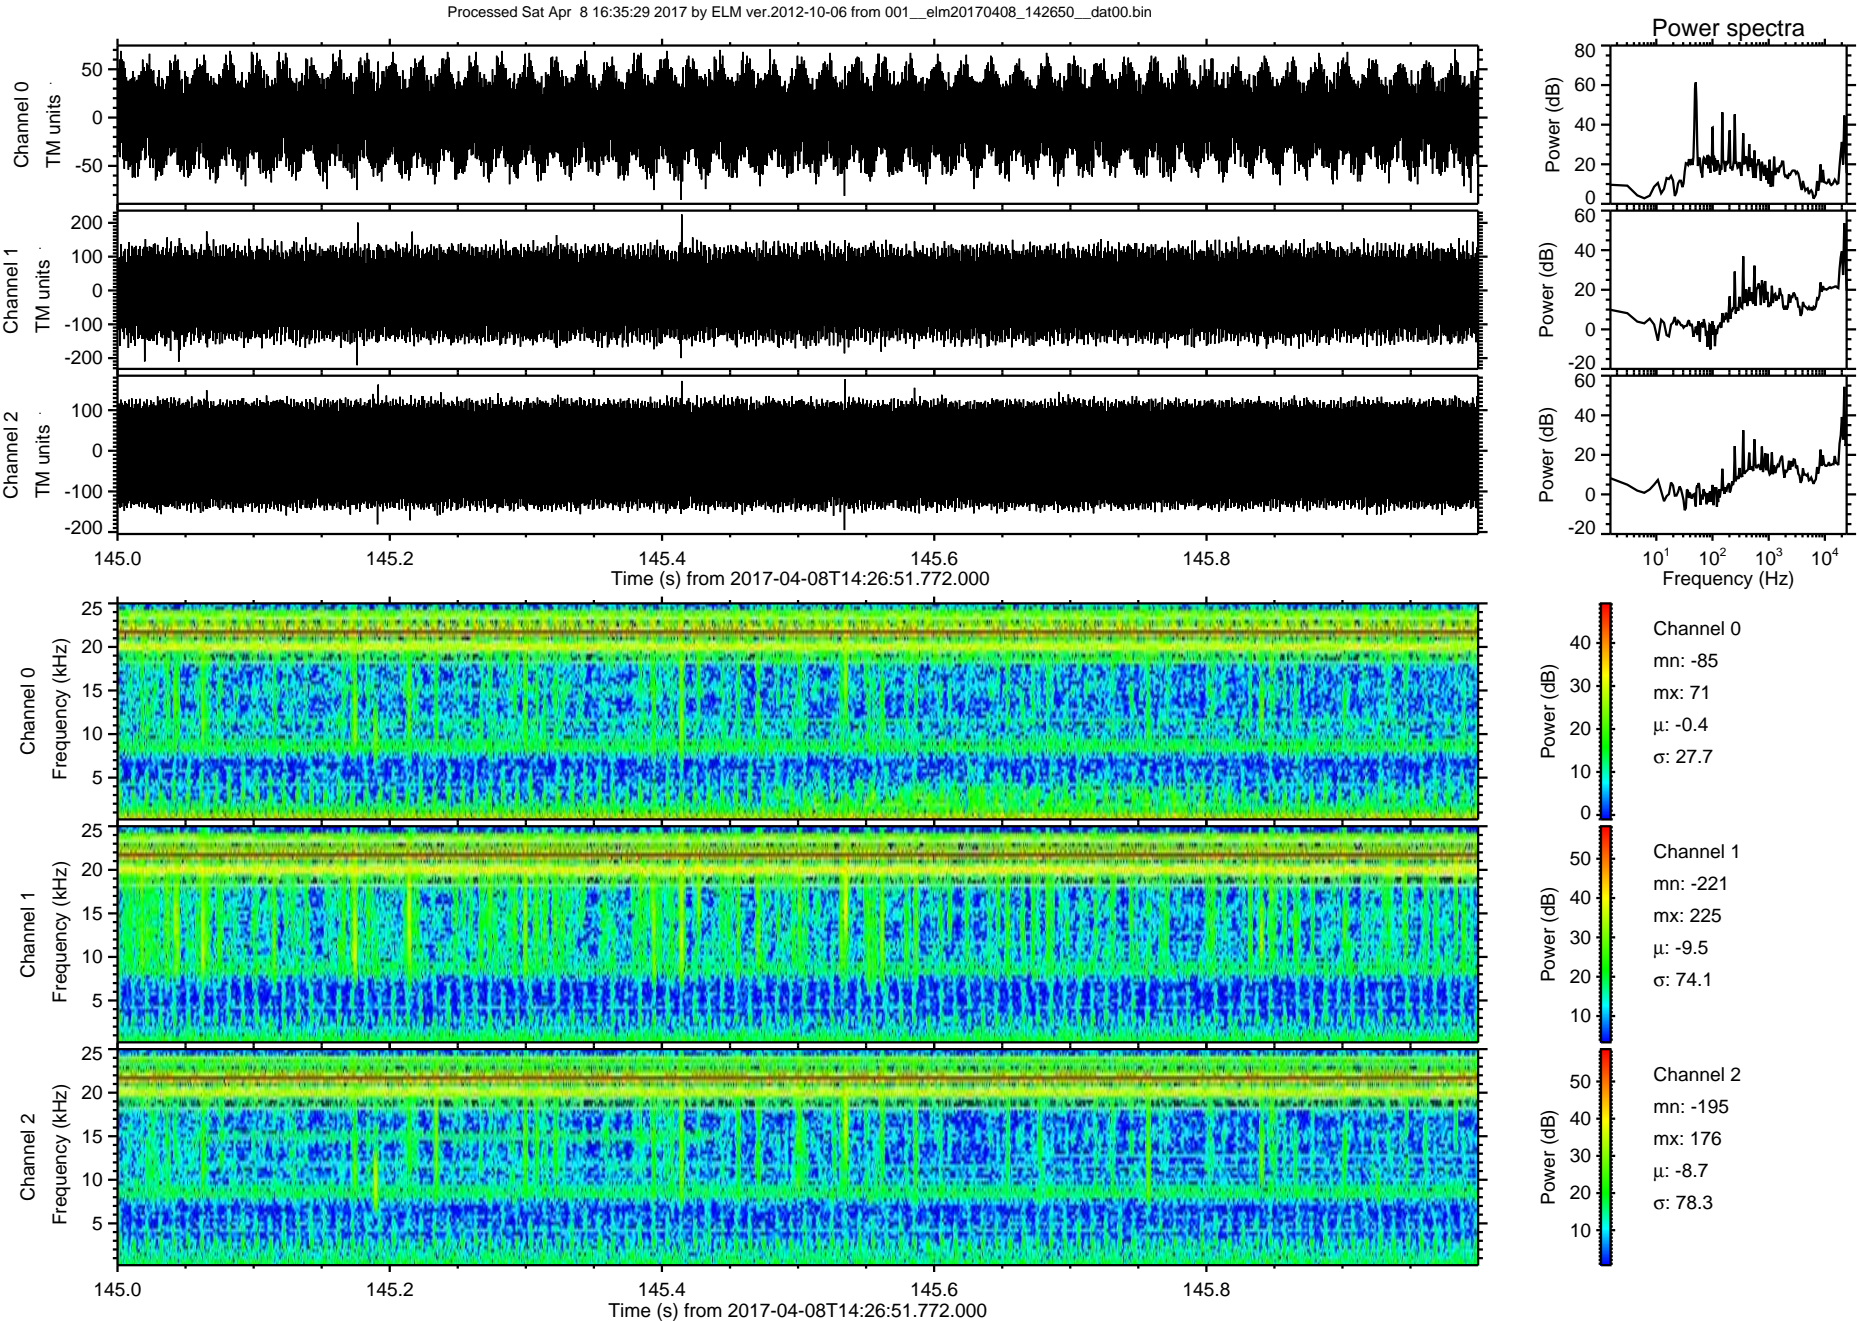 Processed Sat Apr  8 16:35:29 2017 by ELM ver.2012-10-06 from 001__elm20170408_142650__dat00.bin
Power spectra
Channel 0
TM units
50
0
-50
Power (dB)
80
60
40
20
0
Channel 1
TM units
200
100
0
-100
-200
Power (dB)
60
40
20
0
-20
Channel 2
TM units
100
0
-100
-200
Power (dB)
60
40
20
0
-20
145.0
145.2
145.4
145.6
145.8
Time (s) from 2017-04-08T14:26:51.772.000
10^1
10^2
10^3
10^4
Frequency (Hz)
Channel 0
Frequency (kHz)
25
20
15
10
5
Power (dB)
40
30
20
10
0
Channel 0
mn: -85
mx: 71
μ: -0.4
σ: 27.7
Channel 1
Frequency (kHz)
25
20
15
10
5
Power (dB)
50
40
30
20
10
Channel 1
mn: -221
mx: 225
μ: -9.5
σ: 74.1
Channel 2
Frequency (kHz)
25
20
15
10
5
Power (dB)
50
40
30
20
10
Channel 2
mn: -195
mx: 176
μ: -8.7
σ: 78.3
145.0
145.2
145.4
145.6
145.8
Time (s) from 2017-04-08T14:26:51.772.000